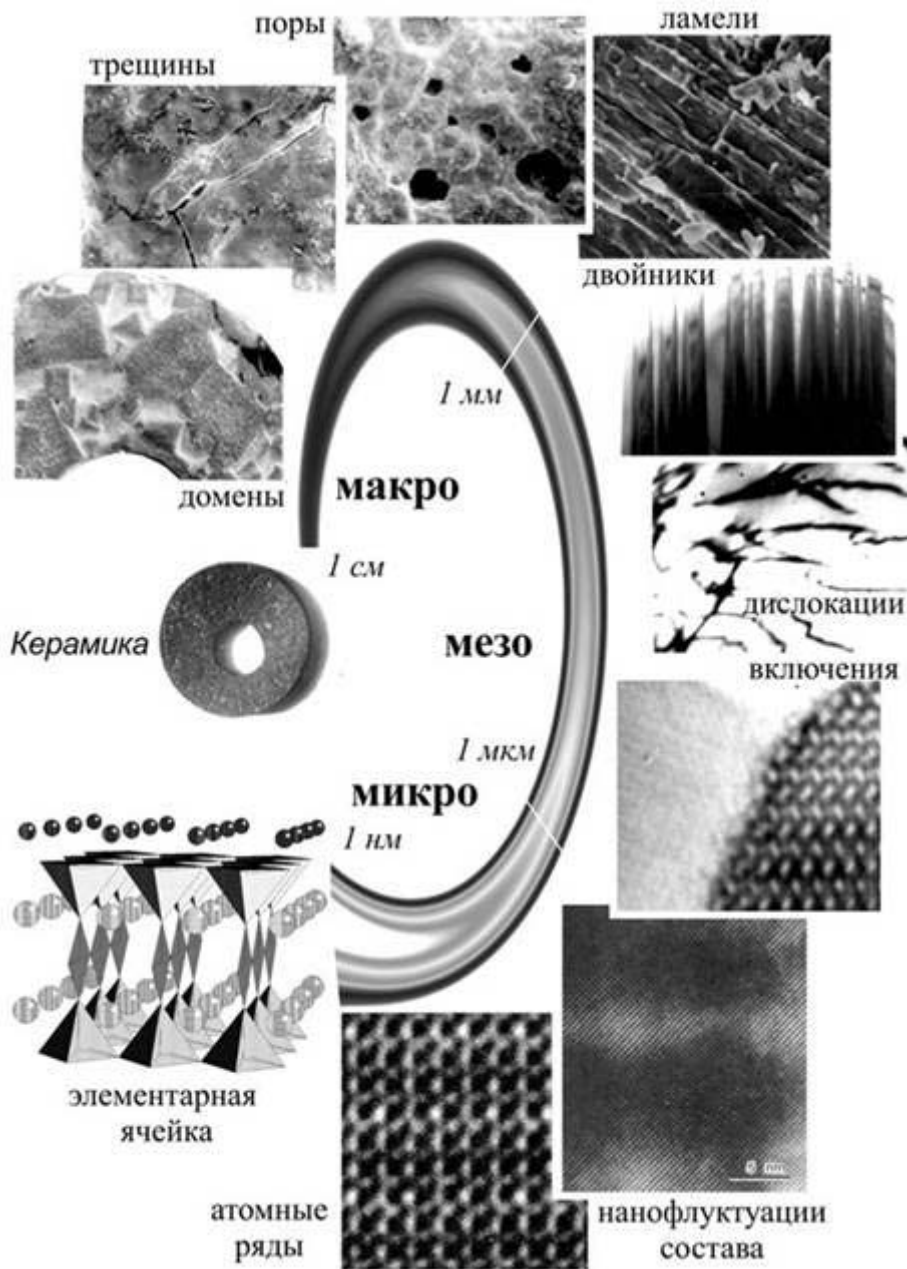 поры
ламели
трещины
двойники
1 мм
домены
макро
1 см
дислокации
Керамика
мезо
включения
1 мкм
микро
1 нм
элементарная
ячейка
атомные
ряды
нанофлуктуации
состава